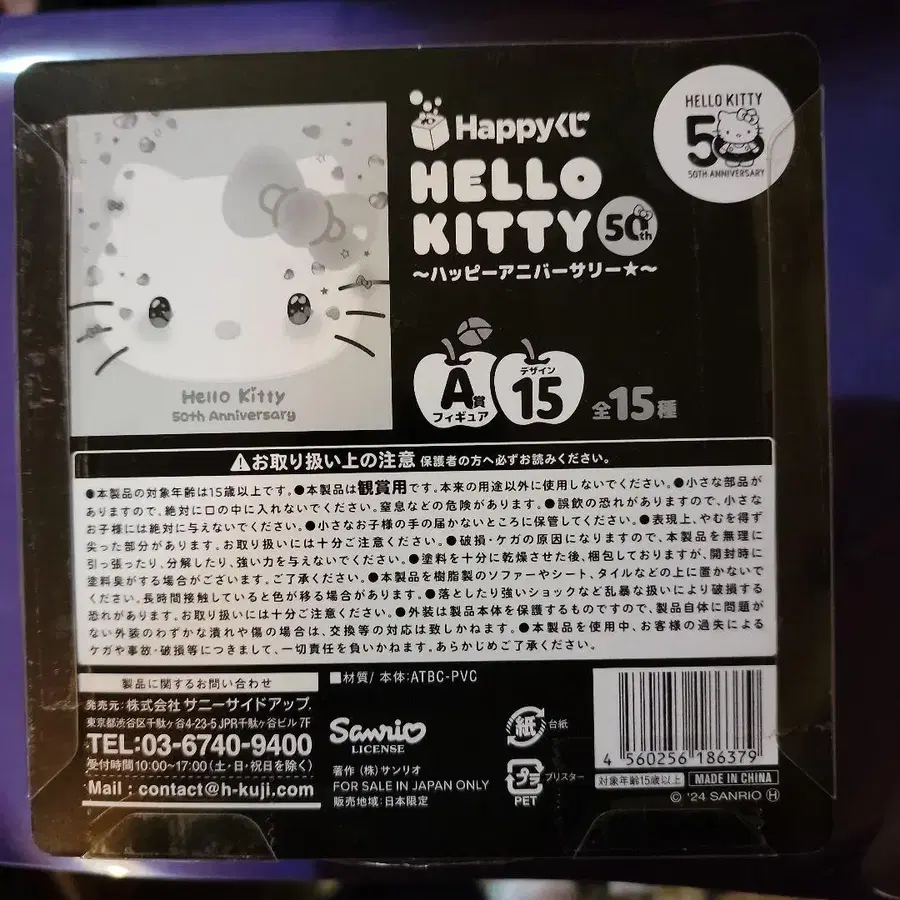 Happyくじ
HELLO KITTY
50
50TH ANNIVERSARY
HELLO
KITTY 50th
～ハッピーアニバーサリー★～
Hello Kitty
50th Anniversary
A賞
フィギュア
デザイン
15
全15種
⚠お取り扱い上の注意 保護者の方へ必ずお読みください。
●本製品の対象年齢は15歳以上です。●本製品は観賞用です。本来の用途以外に使用しないでください。●小さな部品が
ありますので、絶対に口の中に入れないでください。窒息などの危険があります。●誤飲の恐れがありますので、小さな
お子様には絶対に与えないでください。●小さなお子様の手の届かないところに保管してください。●表現上、やむを得ず
尖った部分があります。お取り扱いには十分ご注意ください。●破損・ケガの原因になりますので、本製品を無理に
引っ張ったり、分解したり、強い力を与えないでください。●塗料を十分に乾燥させた後、梱包しておりますが、開封時に
塗料臭がする場合がございます。ご了承ください。●本製品を樹脂製のソファーやシート、タイルなどの上に置かないで
ください。長時間接触していると色が移る場合があります。●落としたり強いショックなど乱暴な扱いにより破損する
恐れがあります。お取り扱いには十分ご注意ください。●外装は製品本体を保護するものですので、製品自体に問題が
ない外装のわずかな潰れや傷の場合は、交換等の対応は致しかねます。●本製品を使用中、お客様の過失による
ケガや事故・破損等につきまして、一切責任を負いかねます。あらかじめご了承ください。
製品に関するお問い合わせ
発売元：株式会社 サニーサイドアップ
東京都渋谷区千駄ヶ谷4-23-5 JPR千駄ヶ谷ビル 7F
TEL:03-6740-9400
受付時間10:00~17:00(土・日・祝日を除く)
Mail : contact@h-kuji.com
■材質/ 本体:ATBC-PVC
Sanrio
LICENSE
著作 (株)サンリオ
FOR SALE IN JAPAN ONLY
販売地域：日本限定
紙 台紙
プラ ブリスター
PET
4 560256 186379
対象年齢15歳以上 MADE IN CHINA
© '24 SANRIO Ⓗ